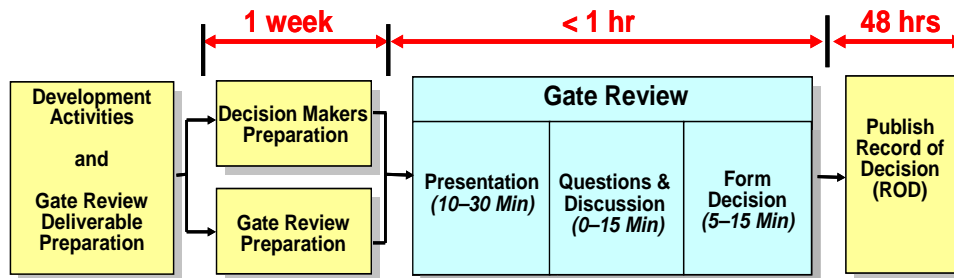 1 week
< 1 hr
48 hrs
Development
Activities
and
Gate Review
Deliverable
Preparation
Decision Makers
Preparation
Gate Review
Preparation
Gate Review
Presentation
(10–30 Min)
Questions &
Discussion
(0–15 Min)
Form
Decision
(5–15 Min)
Publish
Record of
Decision
(ROD)